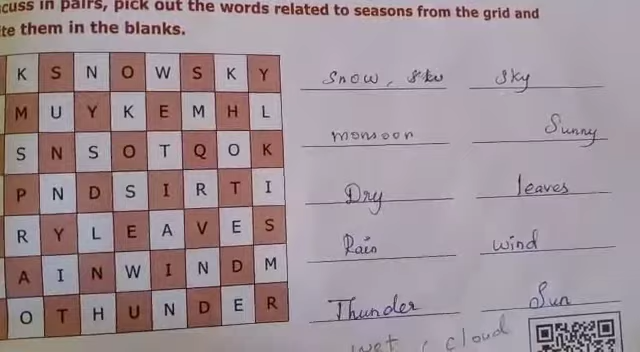 cuss in pairs, pick out the words related to seasons from the grid and
te them in the blanks.
K S N O W S K Y
M U Y K E M H L
S N S O T Q O K
P N D S I R T I
R Y L E A V E S
A I N W I N D M
O T H U N D E R
Snow, sky
monsoon Sunny
Dry leaves
Rain wind
Thunder Sun
wet, cloud